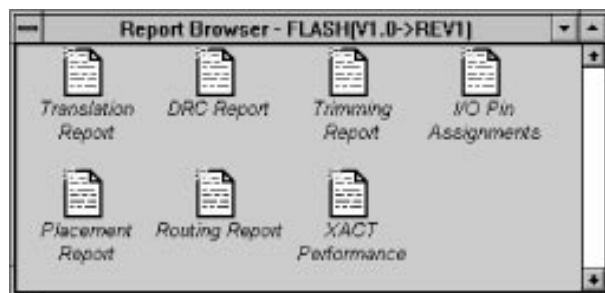 Report Browser - FLASH(V1.0->REV1)
Translation Report
DRC Report
Trimming Report
I/O Pin Assignments
Placement Report
Routing Report
XACT Performance